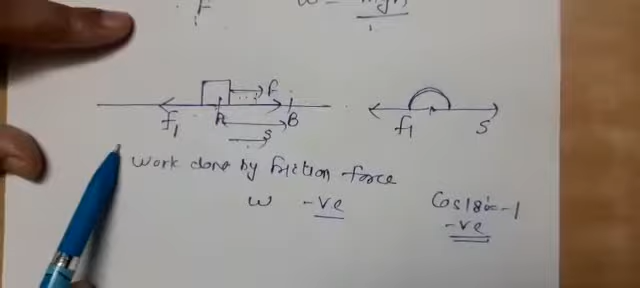 F
W =
f
f₁ A B
s
f₁ s
work done by friction force
W -ve
Cos180 = -1
-ve